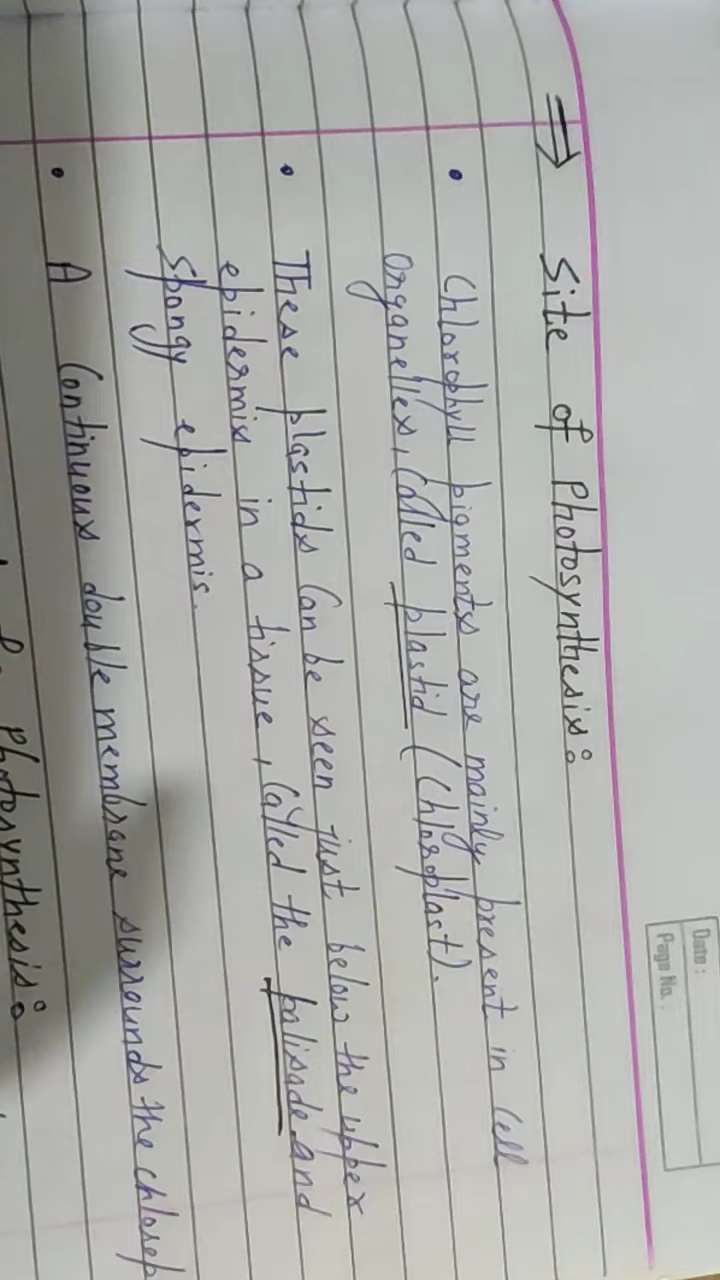 Date :
Page No. :
⇒ Site of Photosynthesis:
• Chlorophyll pigments are mainly present in cell
organelles, called plastid (chloroplast).
• These plastids can be seen just below the upper
epidermis in a tissue, called the palisade and
spongy epidermis.
• A continuous double membrane surrounds the chlorop
photosynthesis: